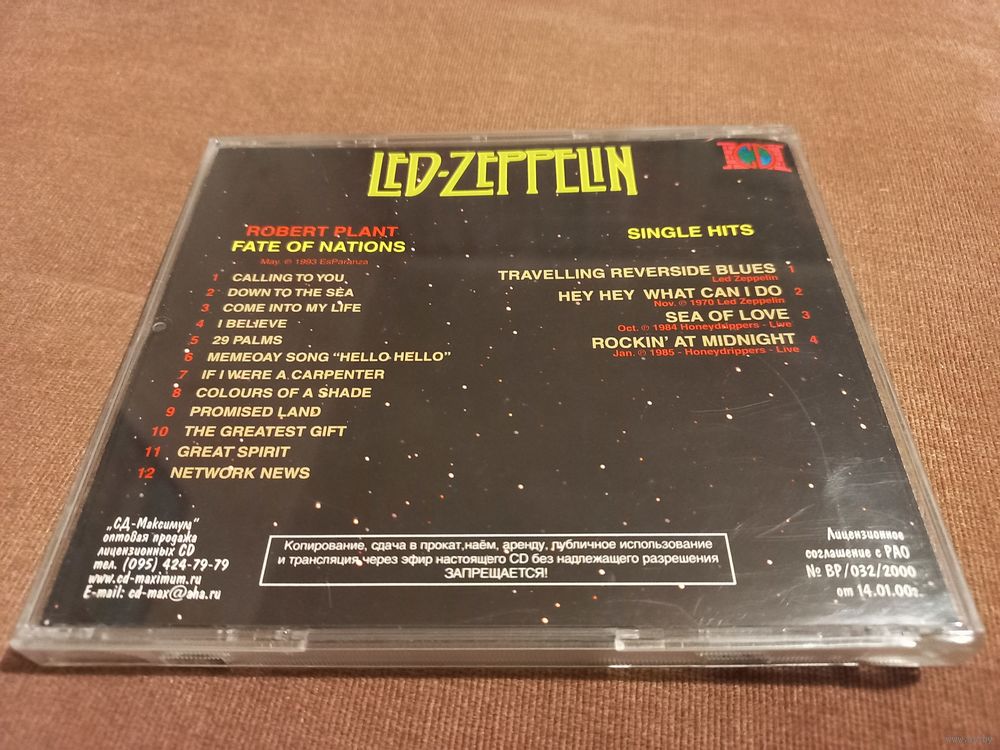 LED-ZEPPELIN
CD
ROBERT PLANT
FATE OF NATIONS
May. ℗ 1993 EsParanza
1 CALLING TO YOU
2 DOWN TO THE SEA
3 COME INTO MY LIFE
4 I BELIEVE
5 29 PALMS
6 MEMEOAY SONG "HELLO HELLO"
7 IF I WERE A CARPENTER
8 COLOURS OF A SHADE
9 PROMISED LAND
10 THE GREATEST GIFT
11 GREAT SPIRIT
12 NETWORK NEWS
SINGLE HITS
TRAVELLING REVERSIDE BLUES 1
Led Zeppelin
HEY HEY WHAT CAN I DO 2
Nov. ℗ 1970 Led Zeppelin
SEA OF LOVE 3
Oct. ℗ 1984 Honeydrippers - Live
ROCKIN' AT MIDNIGHT 4
Jan. ℗ 1985 - Honeydrippers - Live
„СД-Максимум"
оптовая продажа
лицензионных CD
тел. (095) 424-79-79
www.cd-maximum.ru
E-mail: cd-max@aha.ru
Копирование, сдача в прокат,наём, аренду, публичное использование
и трансляция через эфир настоящего CD без надлежащего разрешения
ЗАПРЕЩАЕТСЯ!
Лицензионное
соглашение с РАО
№ ВР/032/2000
от 14.01.00г.